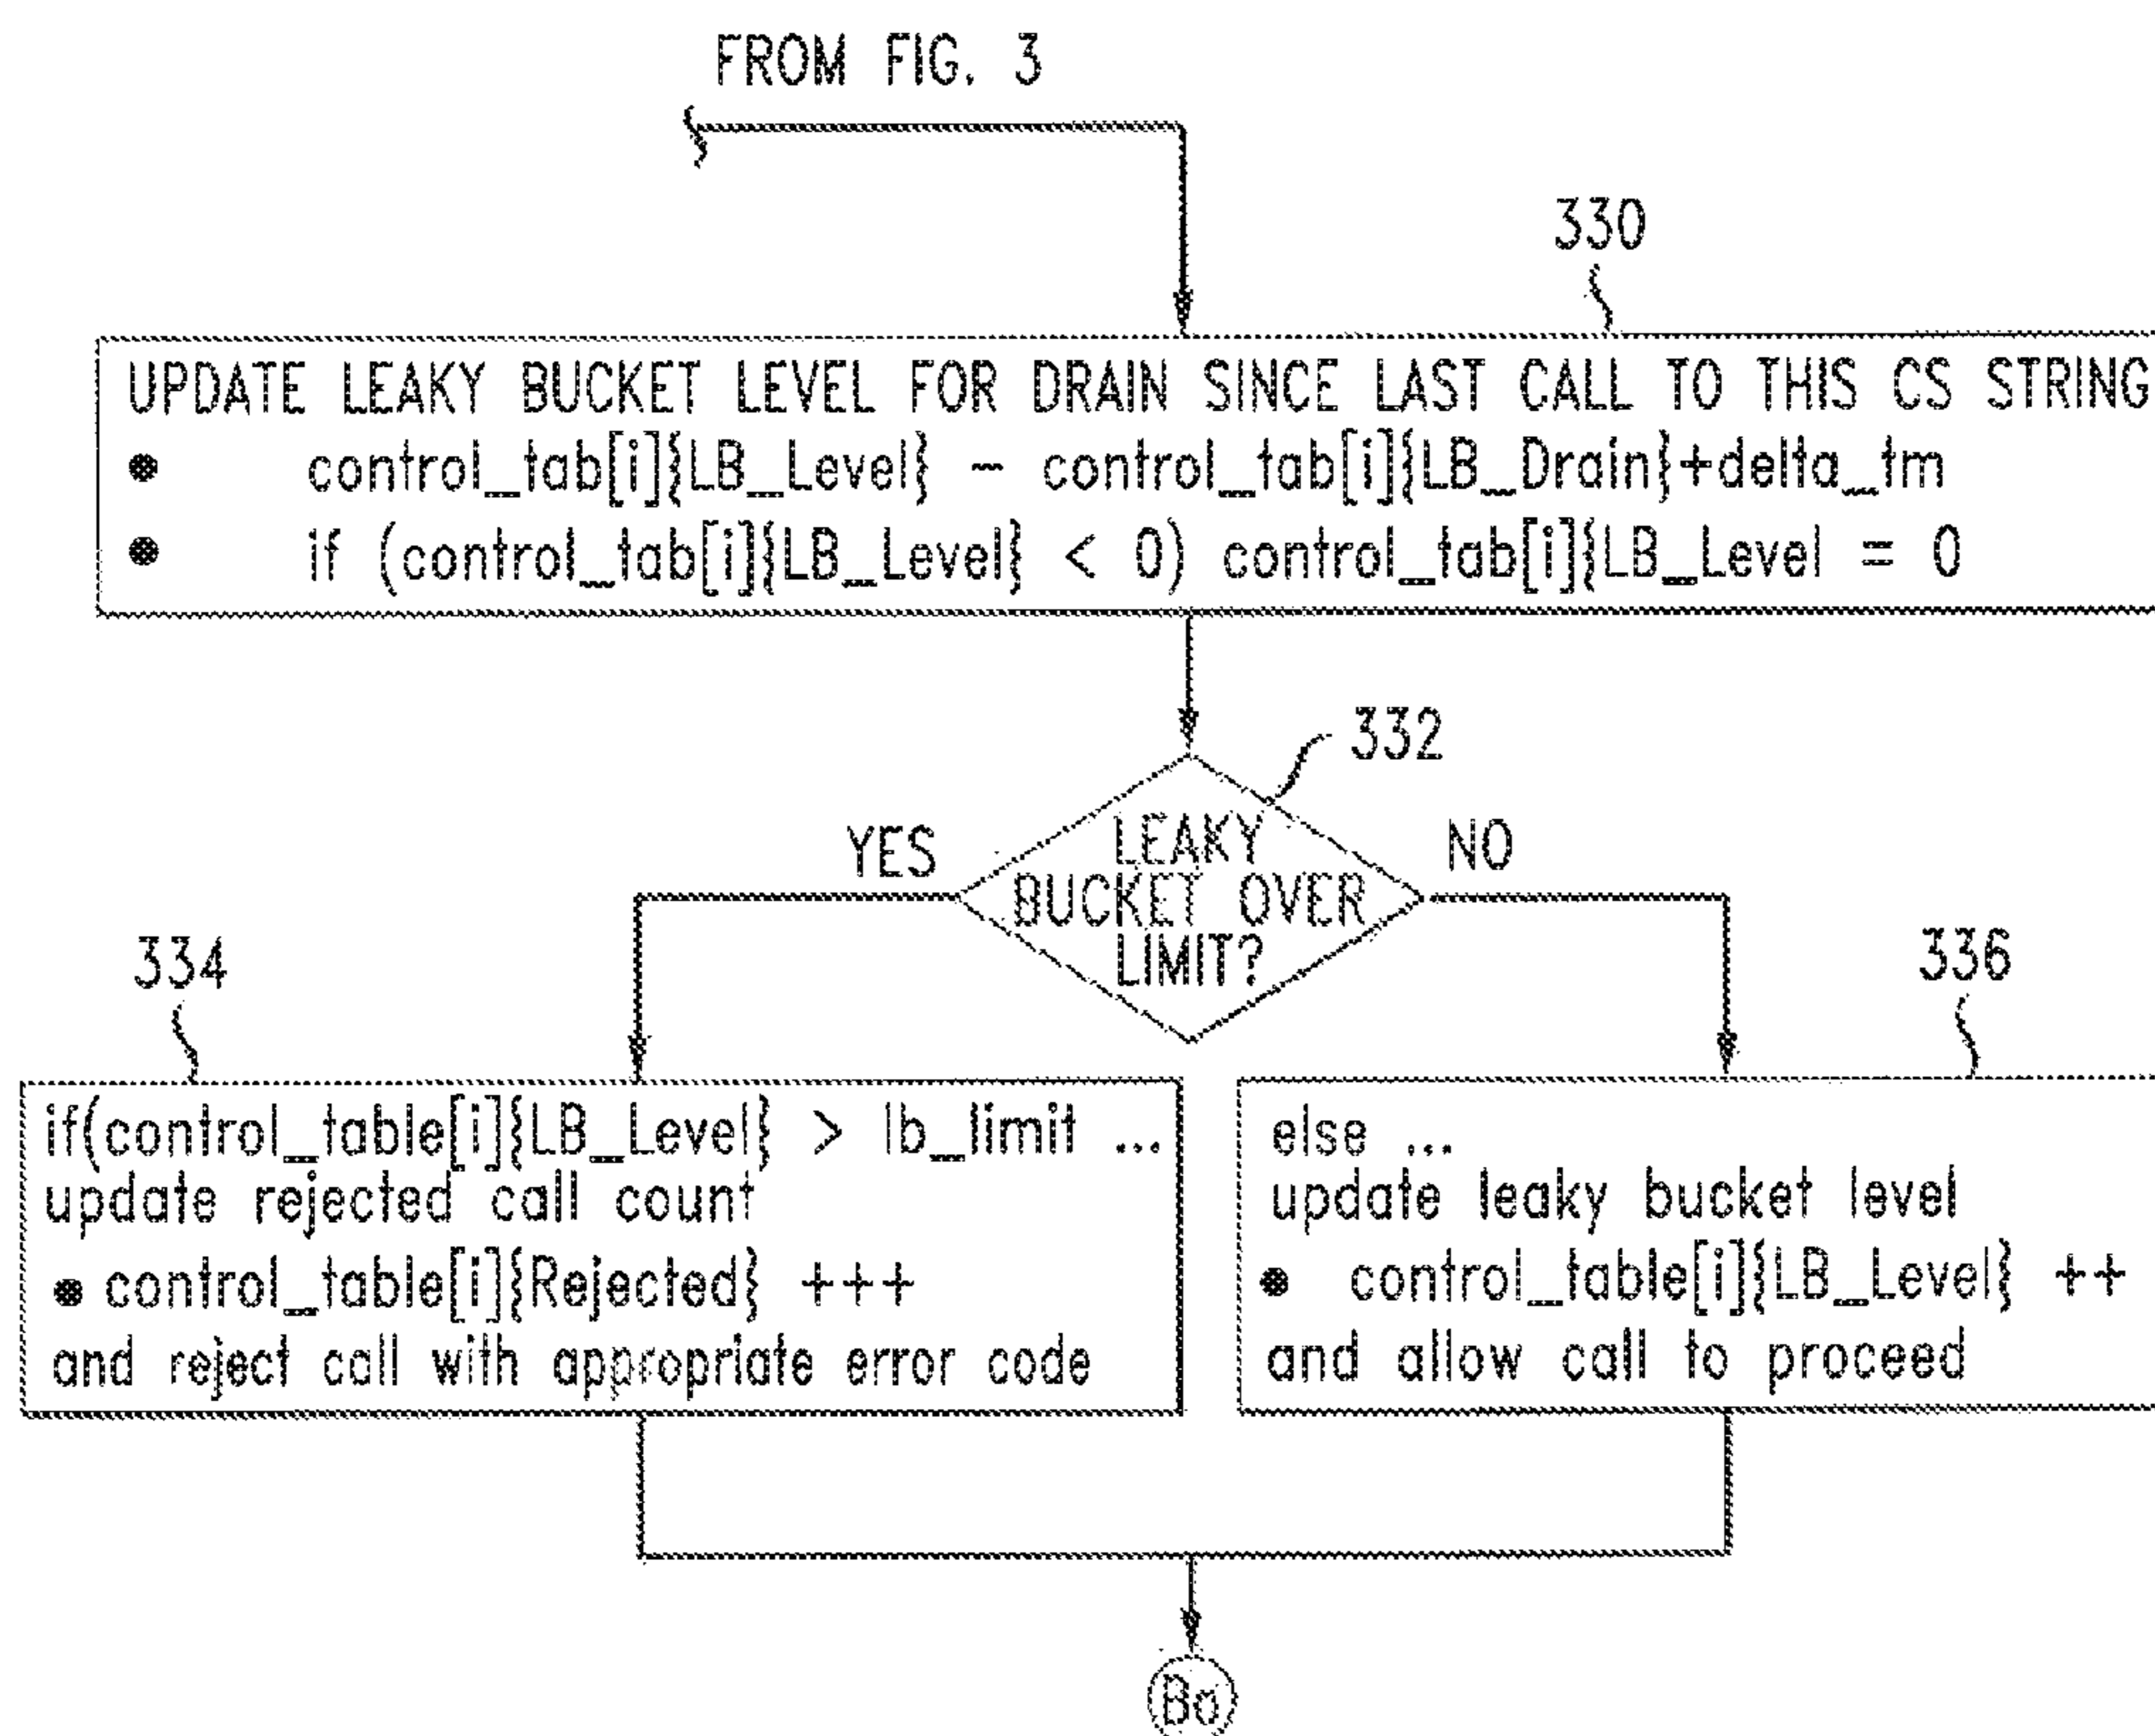 FROM FIG. 3
330
UPDATE LEAKY BUCKET LEVEL FOR DRAIN SINCE LAST CALL TO THIS CS STRING
• control_tab[i]{LB_Level} - control_tab[i]{LB_Drain}+delta_tm
• if (control_tab[i]{LB_Level} < 0) control_tab[i]{LB_Level = 0
332
YES
LEAKY
BUCKET OVER
LIMIT?
NO
334
if(control_table[i]{LB_Level} > lb_limit ...
update rejected call count
• control_table[i]{Rejected} +++
and reject call with appropriate error code
336
else ...
update leaky bucket level
• control_table[i]{LB_Level} ++
and allow call to proceed
Bo